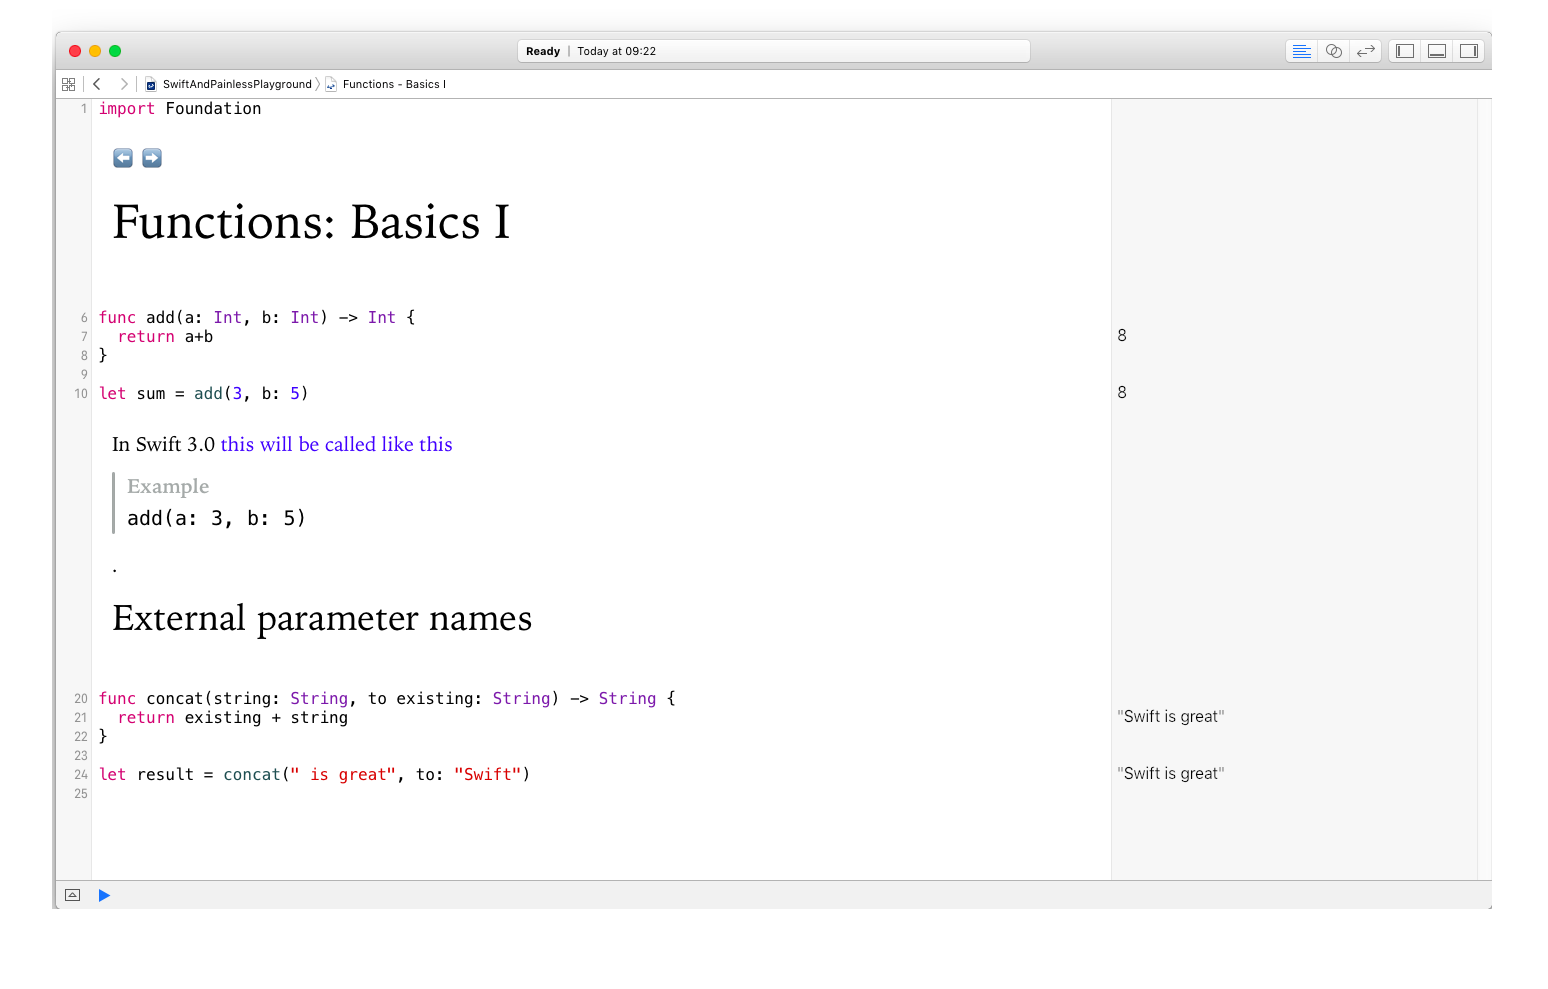 Ready | Today at 09:22
SwiftAndPainlessPlayground 〉 Functions - Basics I
1 import Foundation
⬅️ ➡️
Functions: Basics I
6 func add(a: Int, b: Int) -> Int {
7 return a+b 8
8 }
9
10 let sum = add(3, b: 5) 8
In Swift 3.0 this will be called like this
Example
add(a: 3, b: 5)
.
External parameter names
20 func concat(string: String, to existing: String) -> String {
21 return existing + string "Swift is great"
22 }
23
24 let result = concat(" is great", to: "Swift") "Swift is great"
25